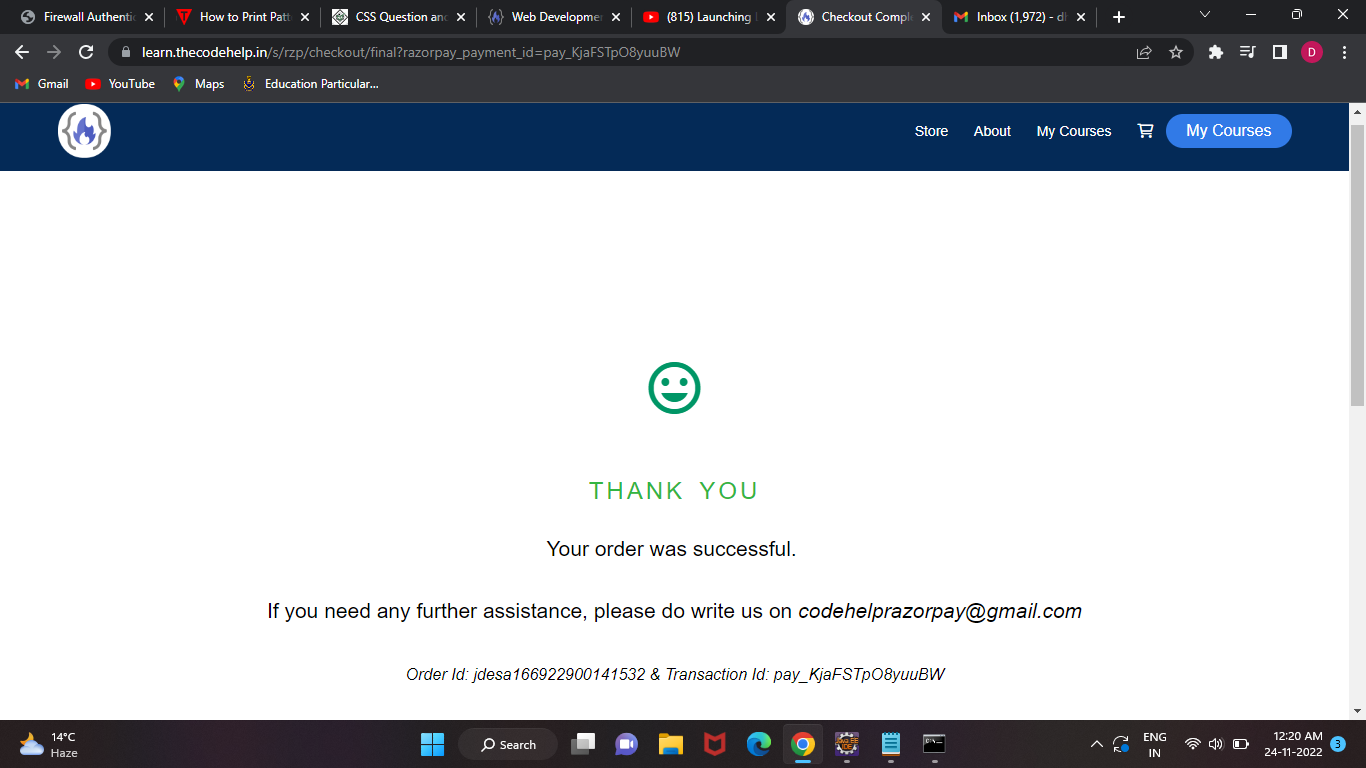 Firewall Authentic
How to Print Patt
CSS Question and
Web Developmen
(815) Launching
Checkout Comple
Inbox (1,972) - d
learn.thecodehelp.in/s/rzp/checkout/final?razorpay_payment_id=pay_KjaFSTpO8yuuBW
D
Gmail
YouTube
Maps
Education Particular...
Store
About
My Courses
My Courses
THANK YOU
Your order was successful.
If you need any further assistance, please do write us on codehelprazorpay@gmail.com
Order Id: jdesa166922900141532 & Transaction Id: pay_KjaFSTpO8yuuBW
14°C
Haze
Search
ENG
IN
12:20 AM
24-11-2022
3